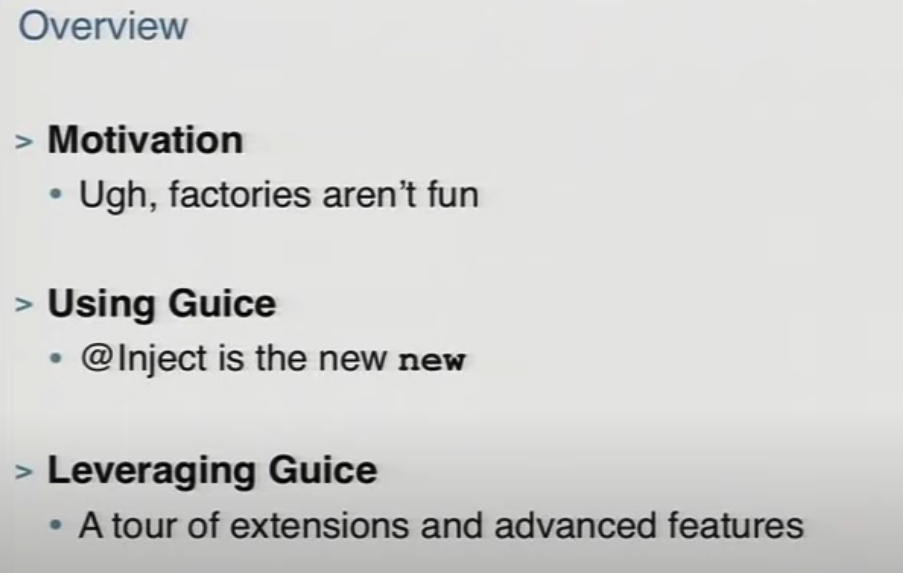 Overview
> Motivation
• Ugh, factories aren't fun
> Using Guice
• @Inject is the new new
> Leveraging Guice
• A tour of extensions and advanced features